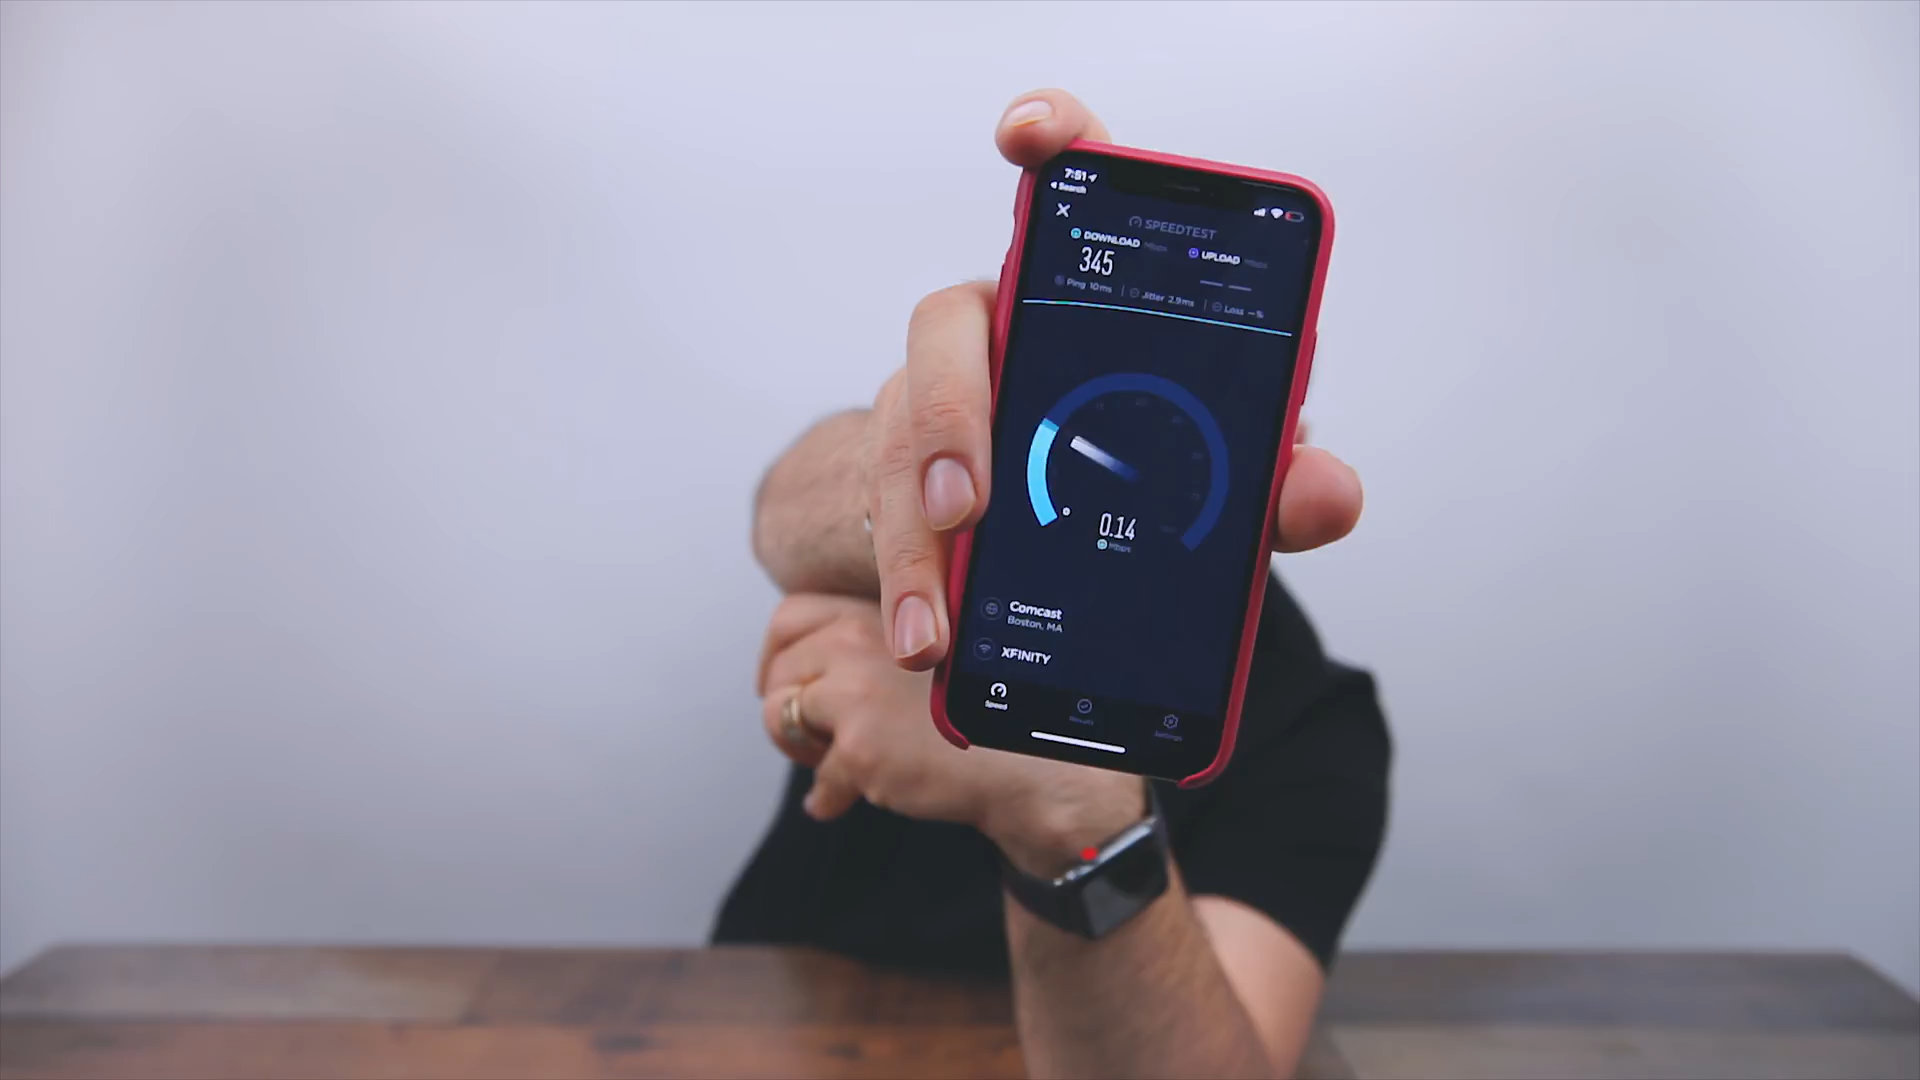 7:51
Search
SPEEDTEST
DOWNLOAD Mbps
UPLOAD Mbps
345
Ping 10ms
Jitter 2.9ms
Loss -%
0.14
Mbps
Comcast
Boston, MA
XFINITY
Speed
Results
Settings